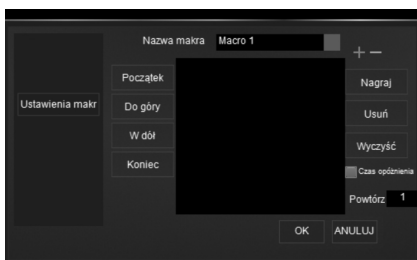 Nazwa makra Macro 1
+ −
Początek
Nagraj
Ustawienia makr
Do góry
Usuń
W dół
Wyczyść
Koniec
Czas opóźnienia
Powtórz 1
OK ANULUJ